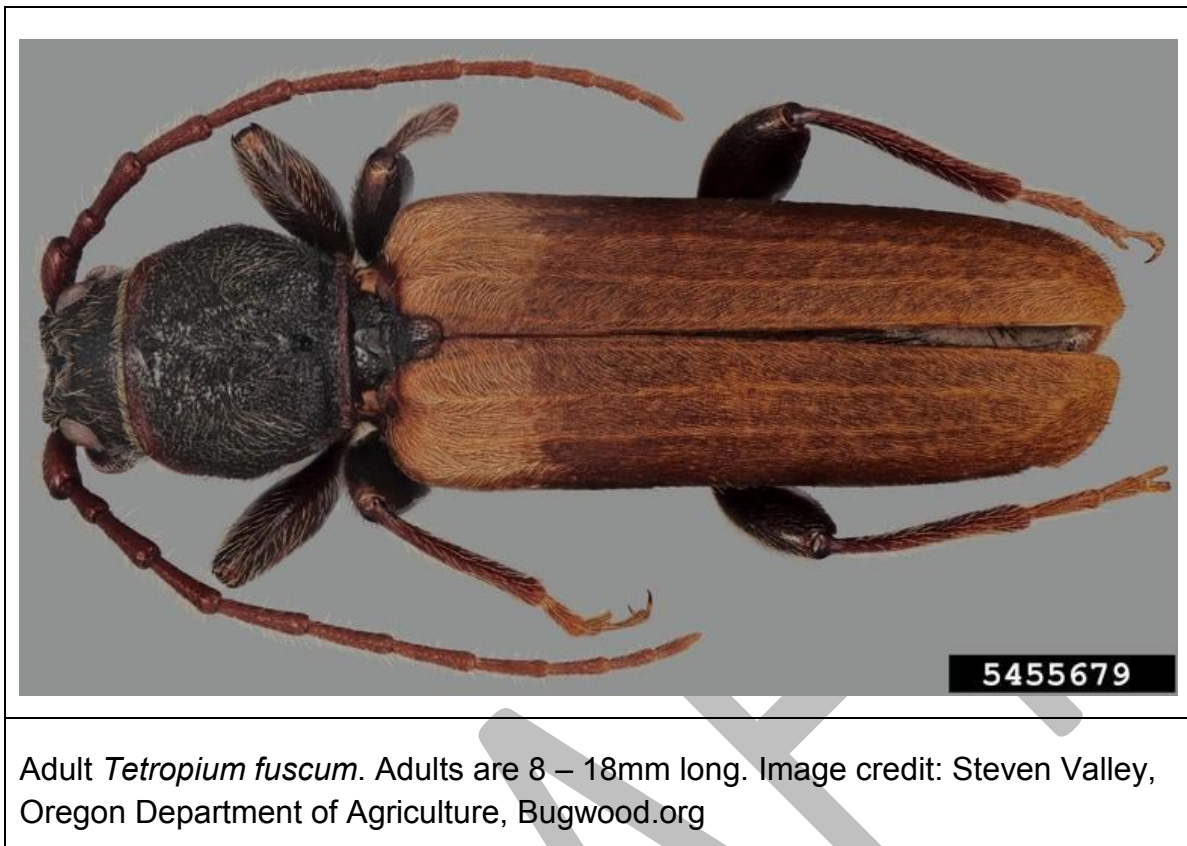 5455679
Adult Tetropium fuscum. Adults are 8 – 18mm long. Image credit: Steven Valley,
Oregon Department of Agriculture, Bugwood.org